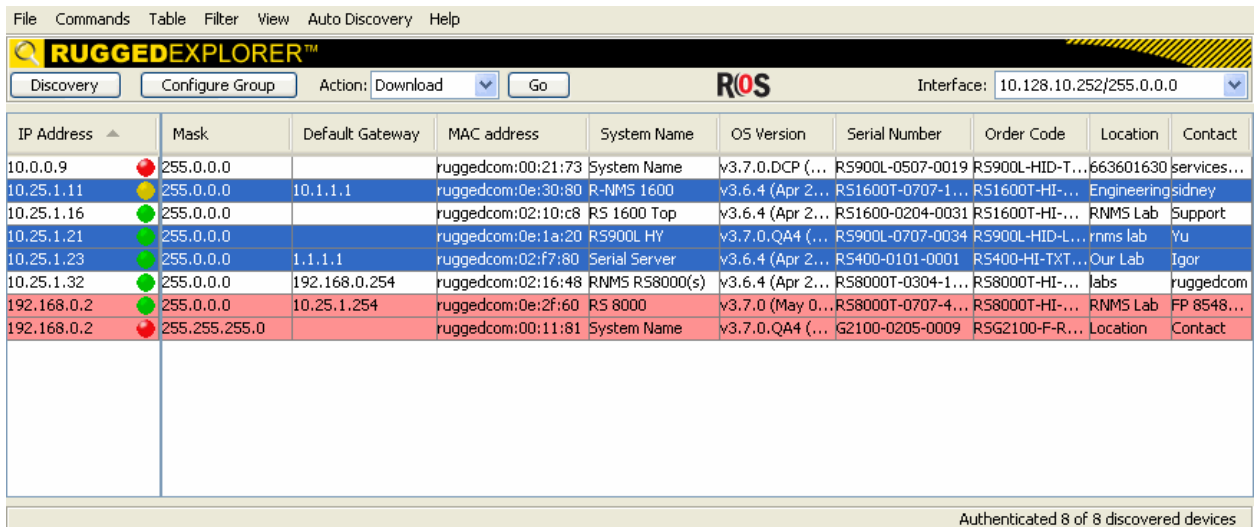 File Commands Table Filter View Auto Discovery Help
RUGGEDEXPLORER™
Discovery Configure Group Action: Download Go ROS Interface: 10.128.10.252/255.0.0.0
IP Address Mask Default Gateway MAC address System Name OS Version Serial Number Order Code Location Contact
10.0.0.9 255.0.0.0 ruggedcom:00:21:73 System Name v3.7.0.DCP (... RS900L-0507-0019 RS900L-HID-T... 663601630 services...
10.25.1.11 255.0.0.0 10.1.1.1 ruggedcom:0e:30:80 R-NMS 1600 v3.6.4 (Apr 2... RS1600T-0707-1... RS1600T-HI-... Engineering sidney
10.25.1.16 255.0.0.0 ruggedcom:02:10:c8 RS 1600 Top v3.6.4 (Apr 2... RS1600-0204-0031 RS1600T-HI-... RNMS Lab Support
10.25.1.21 255.0.0.0 ruggedcom:0e:1a:20 RS900L HY v3.7.0.QA4 (... RS900L-0707-0034 RS900L-HID-L... rnms lab Yu
10.25.1.23 255.0.0.0 1.1.1.1 ruggedcom:02:f7:80 Serial Server v3.6.4 (Apr 2... RS400-0101-0001 RS400-HI-TXT... Our Lab Igor
10.25.1.32 255.0.0.0 192.168.0.254 ruggedcom:02:16:48 RNMS RS8000(s) v3.6.4 (Apr 2... RS8000T-0304-1... RS8000T-HI-... labs ruggedcom
192.168.0.2 255.0.0.0 10.25.1.254 ruggedcom:0e:2f:60 RS 8000 v3.7.0 (May 0... RS8000T-0707-4... RS8000T-HI-... RNMS Lab FP 8548...
192.168.0.2 255.255.255.0 ruggedcom:00:11:81 System Name v3.7.0.QA4 (... G2100-0205-0009 RSG2100-F-R... Location Contact
Authenticated 8 of 8 discovered devices